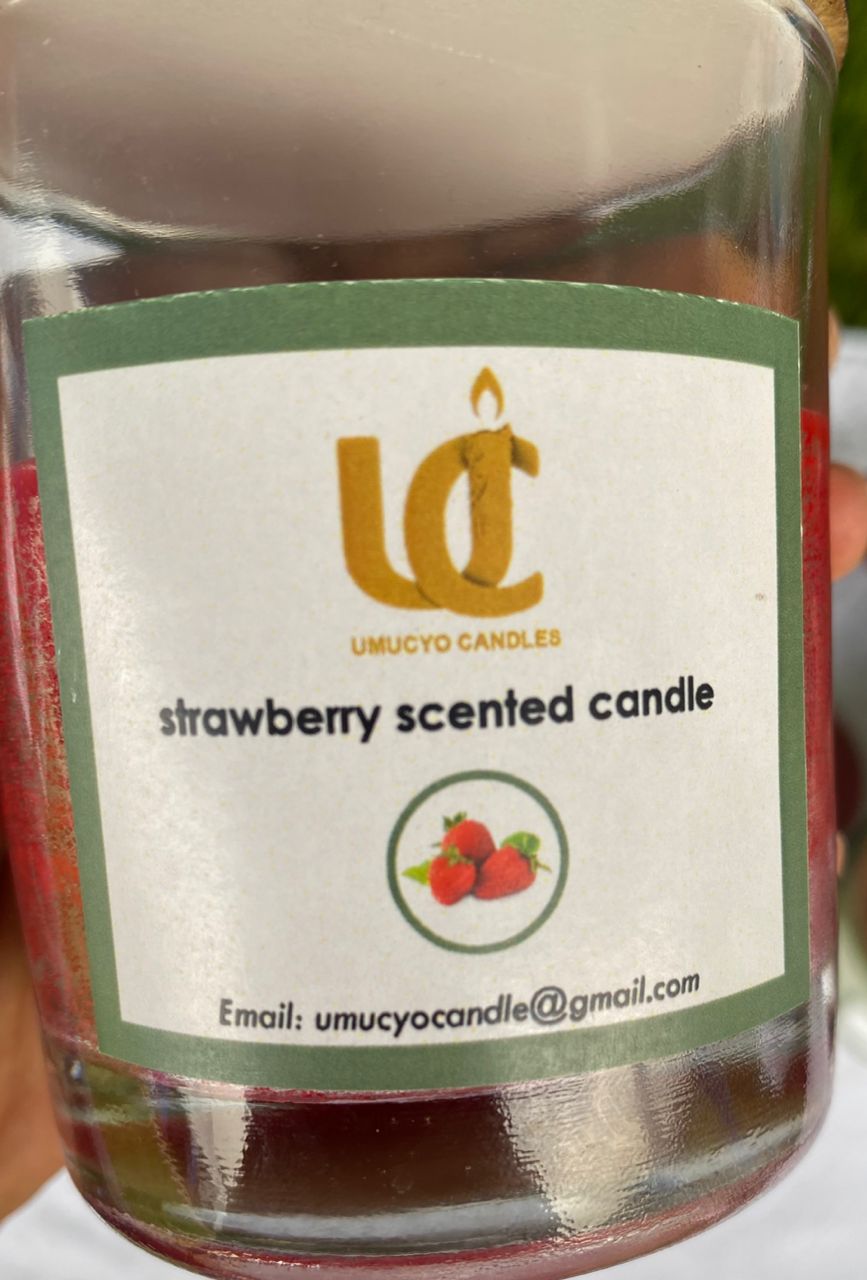 UC
UMUCYO CANDLES
strawberry scented candle
Email: umucyocandle@gmail.com